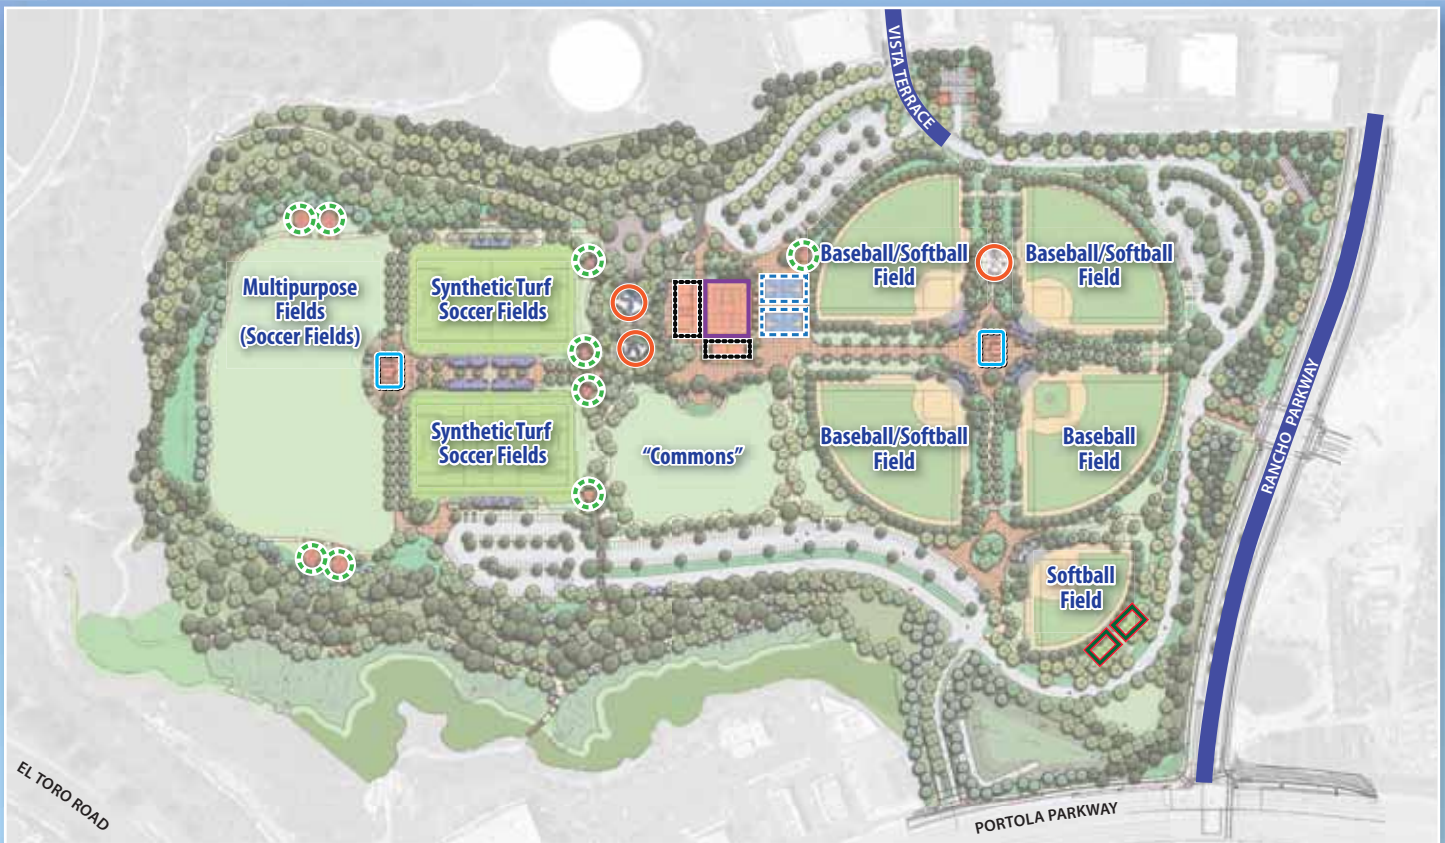 VISTA TERRACE
Baseball/Softball
Field
Baseball/Softball
Field
Multipurpose
Fields
(Soccer Fields)
Synthetic Turf
Soccer Fields
Synthetic Turf
Soccer Fields
“Commons”
Baseball/Softball
Field
Baseball
Field
RANCHO PARKWAY
Softball
Field
EL TORO ROAD
PORTOLA PARKWAY